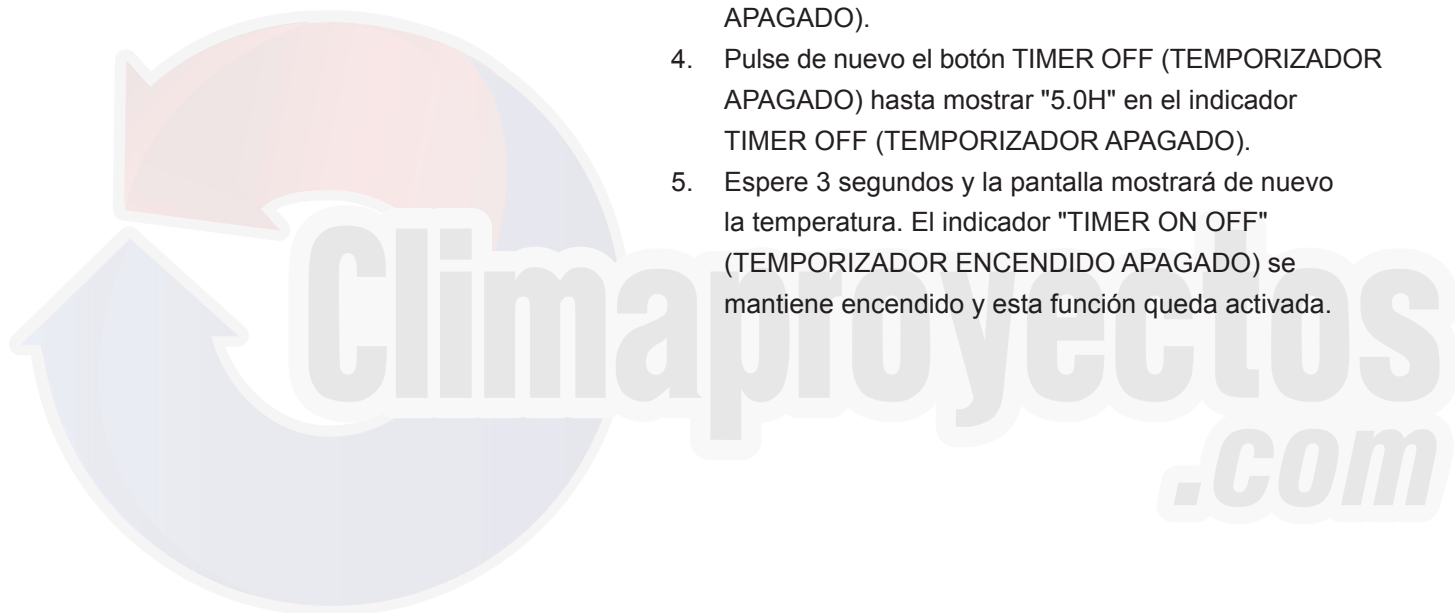 APAGADO).
4. Pulse de nuevo el botón TIMER OFF (TEMPORIZADOR
APAGADO) hasta mostrar "5.0H" en el indicador
TIMER OFF (TEMPORIZADOR APAGADO).
5. Espere 3 segundos y la pantalla mostrará de nuevo
la temperatura. El indicador "TIMER ON OFF"
(TEMPORIZADOR ENCENDIDO APAGADO) se
mantiene encendido y esta función queda activada.
Climaproyectos
.com